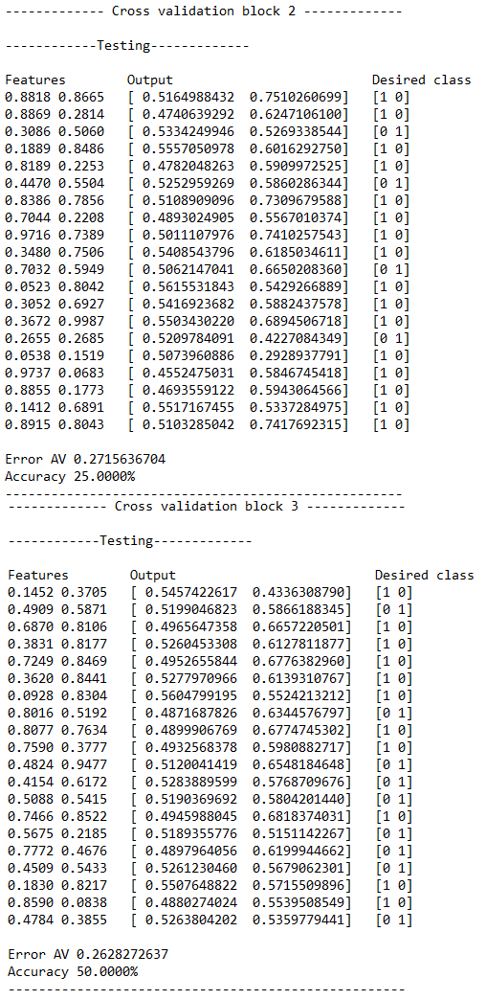 ------------- Cross validation block 2 -------------
------------Testing-------------
Features Output Desired class
0.8818 0.8665 [ 0.5164988432 0.7510260699] [1 0]
0.8869 0.2814 [ 0.4740639292 0.6247106100] [1 0]
0.3086 0.5060 [ 0.5334249946 0.5269338544] [0 1]
0.1889 0.8486 [ 0.5557050978 0.6016292750] [1 0]
0.8189 0.2253 [ 0.4782048263 0.5909972525] [1 0]
0.4470 0.5504 [ 0.5252959269 0.5860286344] [0 1]
0.8386 0.7856 [ 0.5108909096 0.7309679588] [1 0]
0.7044 0.2208 [ 0.4893024905 0.5567010374] [1 0]
0.9716 0.7389 [ 0.5011107976 0.7410257543] [1 0]
0.3480 0.7506 [ 0.5408543796 0.6185034611] [1 0]
0.7032 0.5949 [ 0.5062147041 0.6650208360] [0 1]
0.0523 0.8042 [ 0.5615531843 0.5429266889] [1 0]
0.3052 0.6927 [ 0.5416923682 0.5882437578] [1 0]
0.3672 0.9987 [ 0.5503430220 0.6894506718] [1 0]
0.2655 0.2685 [ 0.5209784091 0.4227084349] [0 1]
0.0538 0.1519 [ 0.5073960886 0.2928937791] [1 0]
0.9737 0.0683 [ 0.4552475031 0.5846745418] [1 0]
0.8855 0.1773 [ 0.4693559122 0.5943064566] [1 0]
0.1412 0.6891 [ 0.5517167455 0.5337284975] [1 0]
0.8915 0.8043 [ 0.5103285042 0.7417692315] [1 0]
Error AV 0.2715636704
Accuracy 25.0000%
----------------------------------------------------
------------- Cross validation block 3 -------------
------------Testing-------------
Features Output Desired class
0.1452 0.3705 [ 0.5457422617 0.4336308790] [1 0]
0.4909 0.5871 [ 0.5199046823 0.5866188345] [0 1]
0.6870 0.8106 [ 0.4965647358 0.6657220501] [1 0]
0.3831 0.8177 [ 0.5260453308 0.6127811877] [1 0]
0.7249 0.8469 [ 0.4952655844 0.6776382960] [1 0]
0.3620 0.8441 [ 0.5277970966 0.6139310767] [1 0]
0.0928 0.8304 [ 0.5604799195 0.5524213212] [1 0]
0.8016 0.5192 [ 0.4871687826 0.6344576797] [0 1]
0.8077 0.7634 [ 0.4899906769 0.6774745302] [1 0]
0.7590 0.3777 [ 0.4932568378 0.5980882717] [1 0]
0.4824 0.9477 [ 0.5120041419 0.6548184648] [1 0]
0.4154 0.6172 [ 0.5283889599 0.5768709676] [0 1]
0.5088 0.5415 [ 0.5190369692 0.5804201440] [0 1]
0.7466 0.8522 [ 0.4945988045 0.6818374031] [1 0]
0.5675 0.2185 [ 0.5189355776 0.5151142267] [0 1]
0.7772 0.4676 [ 0.4897964056 0.6199944662] [0 1]
0.4509 0.5433 [ 0.5261230460 0.5679062301] [0 1]
0.1830 0.8217 [ 0.5507648822 0.5715509896] [1 0]
0.8590 0.0838 [ 0.4880274024 0.5539508549] [1 0]
0.4784 0.3855 [ 0.5263804202 0.5359779441] [0 1]
Error AV 0.2628272637
Accuracy 50.0000%
----------------------------------------------------